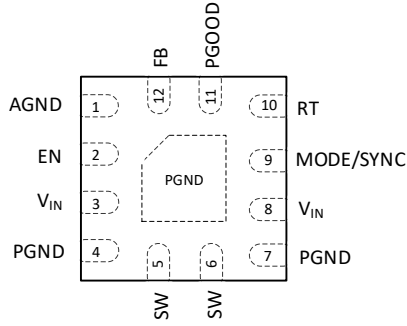 FB
PGOOD
12
11
AGND
1
10
RT
EN
2
9
MODE/SYNC
PGND
VIN
3
8
VIN
PGND
4
7
PGND
5
6
SW
SW